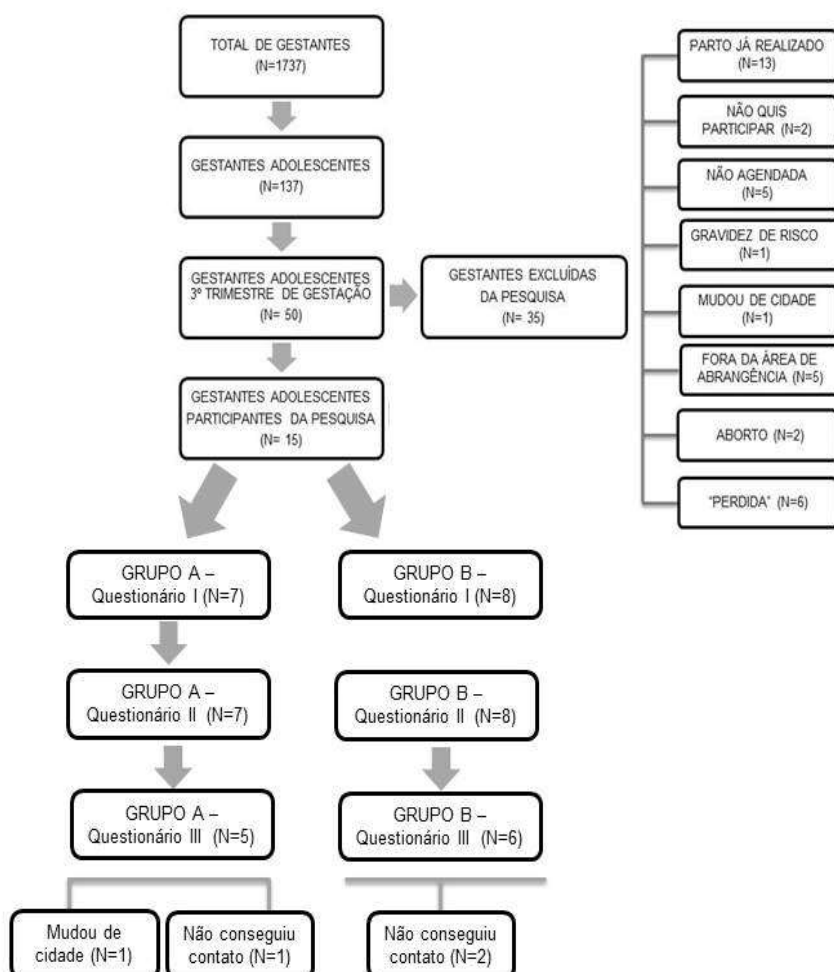 TOTAL DE GESTANTES
(N=1737)
GESTANTES ADOLESCENTES
(N=137)
GESTANTES ADOLESCENTES
3º TRIMESTRE DE GESTAÇÃO
(N= 50)
GESTANTES EXCLUÍDAS
DA PESQUISA
(N= 35)
PARTO JÁ REALIZADO
(N=13)
NÃO QUIS
PARTICIPAR (N=2)
NÃO AGENDADA
(N=5)
GRAVIDEZ DE RISCO
(N=1)
MUDOU DE CIDADE
(N=1)
FORA DA ÁREA DE
ABRANGÊNCIA (N=5)
ABORTO (N=2)
"PERDIDA" (N=6)
GESTANTES ADOLESCENTES
PARTICIPANTES DA PESQUISA
(N= 15)
GRUPO A –
Questionário I (N=7)
GRUPO B –
Questionário I (N=8)
GRUPO A –
Questionário II (N=7)
GRUPO B –
Questionário II (N=8)
GRUPO A –
Questionário III (N=5)
GRUPO B –
Questionário III (N=6)
Mudou de
cidade (N=1)
Não conseguiu
contato (N=1)
Não conseguiu
contato (N=2)